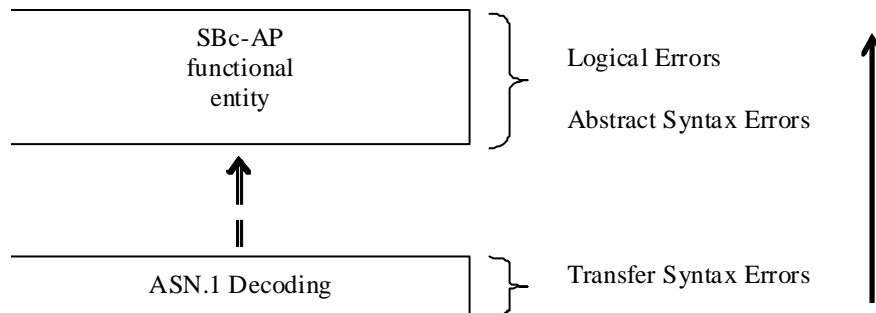 SBc-AP
functional
entity
Logical Errors
Abstract Syntax Errors
ASN.1 Decoding
Transfer Syntax Errors